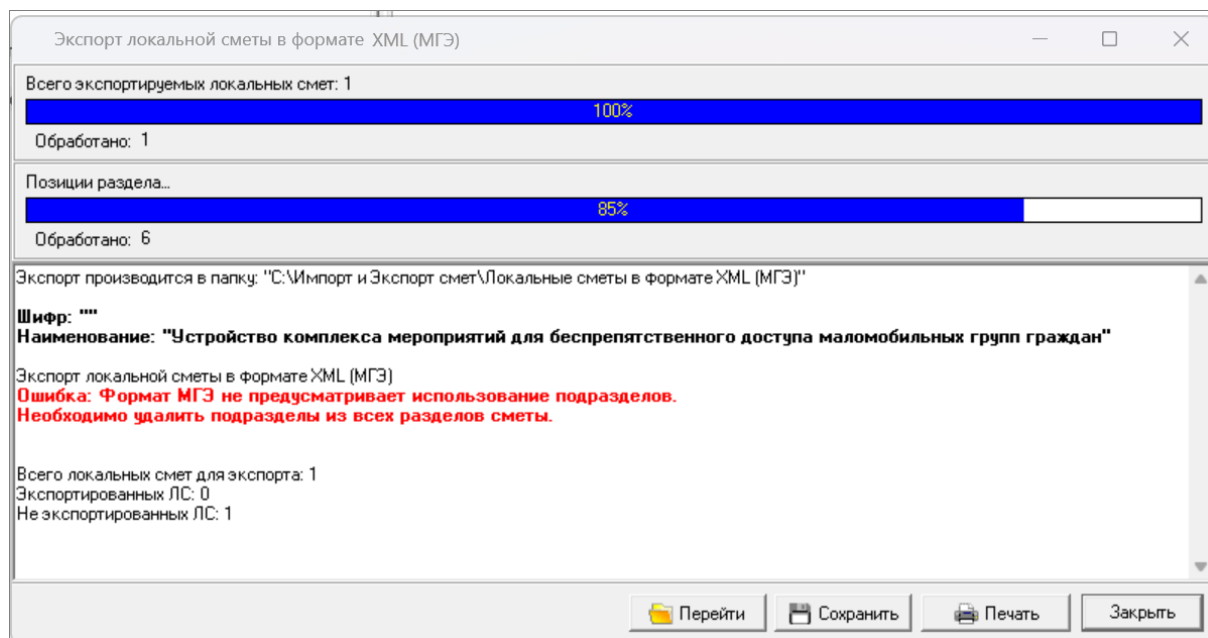 Экспорт локальной сметы в формате XML (МГЭ)
Всего экспортируемых локальных смет: 1
100%
Обработано: 1
Позиции раздела...
85%
Обработано: 6
Экспорт производится в папку: "C:\Импорт и Экспорт смет\Локальные сметы в формате XML (МГЭ)"
Шифр: ""
Наименование: "Устройство комплекса мероприятий для беспрепятственного доступа маломобильных групп граждан"
Экспорт локальной сметы в формате XML (МГЭ)
Ошибка: Формат МГЭ не предусматривает использование подразделов.
Необходимо удалить подразделы из всех разделов сметы.
Всего локальных смет для экспорта: 1
Экспортированных ЛС: 0
Не экспортированных ЛС: 1
Перейти Сохранить Печать Закрыть